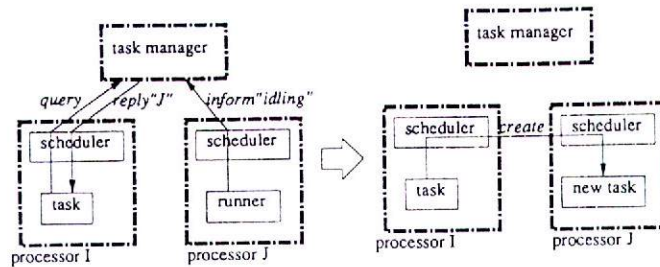 task manager
query
reply"J"
inform"idling"
scheduler
scheduler
task
runner
processor I
processor J
task manager
scheduler
create
scheduler
task
new task
processor I
processor J